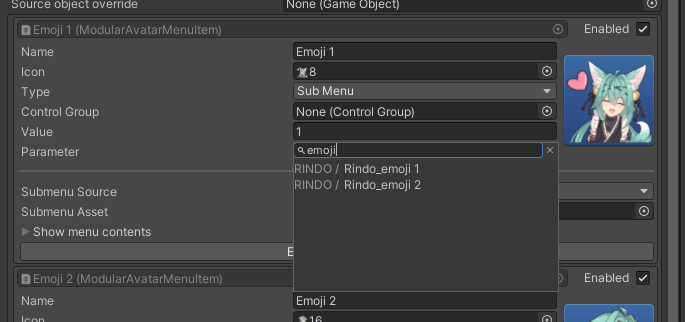 Source object override None (Game Object)
Emoji 1 (ModularAvatarMenuItem) Enabled
Name Emoji 1
Icon 8
Type Sub Menu
Control Group None (Control Group)
Value 1
Parameter emoji
RINDO / Rindo_emoji 1
RINDO / Rindo_emoji 2
Submenu Source
Submenu Asset
Show menu contents
E
Emoji 2 (ModularAvatarMenuItem) Enabled
Name Emoji 2
Icon 16